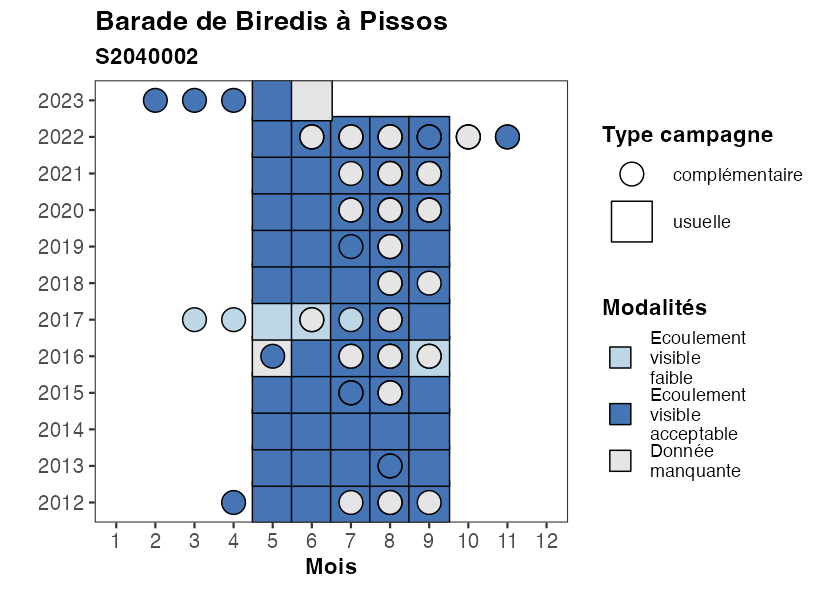 Barade de Biredis à Pissos
S2040002
2023
2022
2021
2020
2019
2018
2017
2016
2015
2014
2013
2012
1 2 3 4 5 6 7 8 9 10 11 12
Mois
Type campagne
complémentaire
usuelle
Modalités
Ecoulement
visible
faible
Ecoulement
visible
acceptable
Donnée
manquante